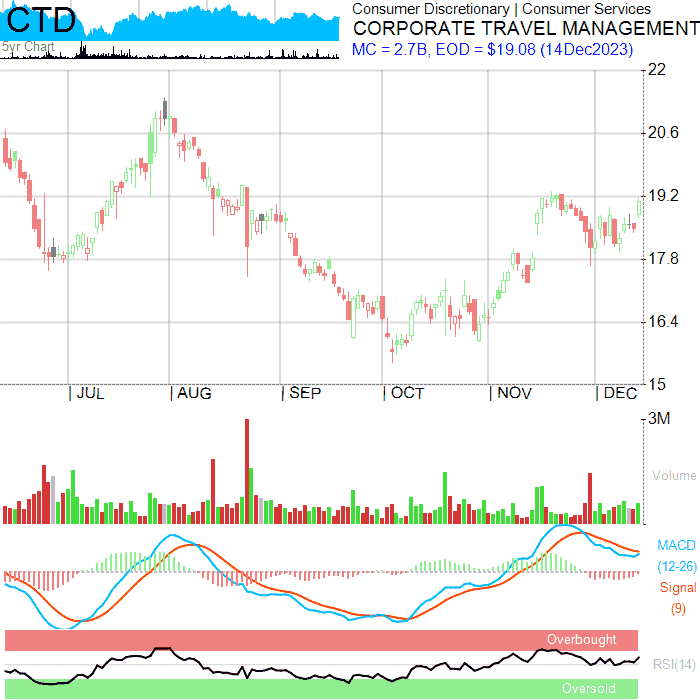 CTD
5yr Chart
Consumer Discretionary | Consumer Services
CORPORATE TRAVEL MANAGEMENT
MC = 2.7B, EOD = $19.08 (14Dec2023)
22
20.6
19.2
17.8
16.4
15
JUL
AUG
SEP
OCT
NOV
DEC
3M
Volume
MACD
(12-26)
Signal
(9)
Overbought
RSI(14)
Oversold